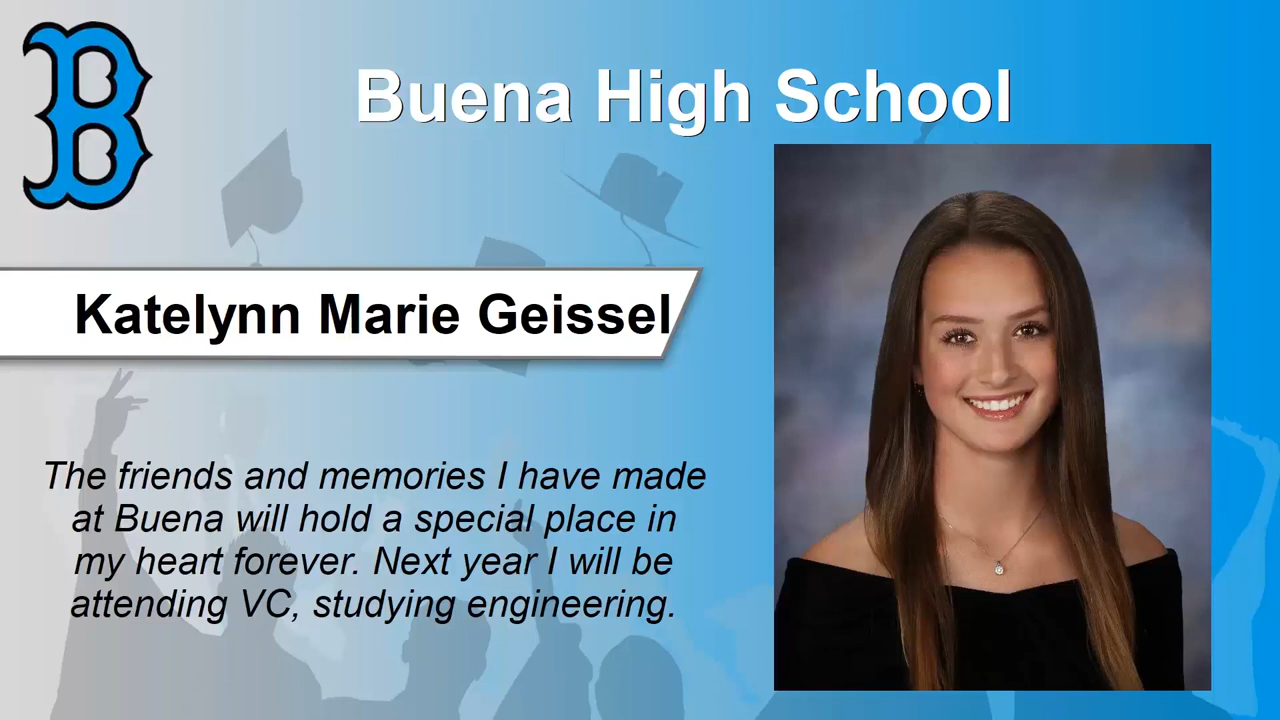 B
Buena High School
Katelynn Marie Geissel
The friends and memories I have made
at Buena will hold a special place in
my heart forever. Next year I will be
attending VC, studying engineering.